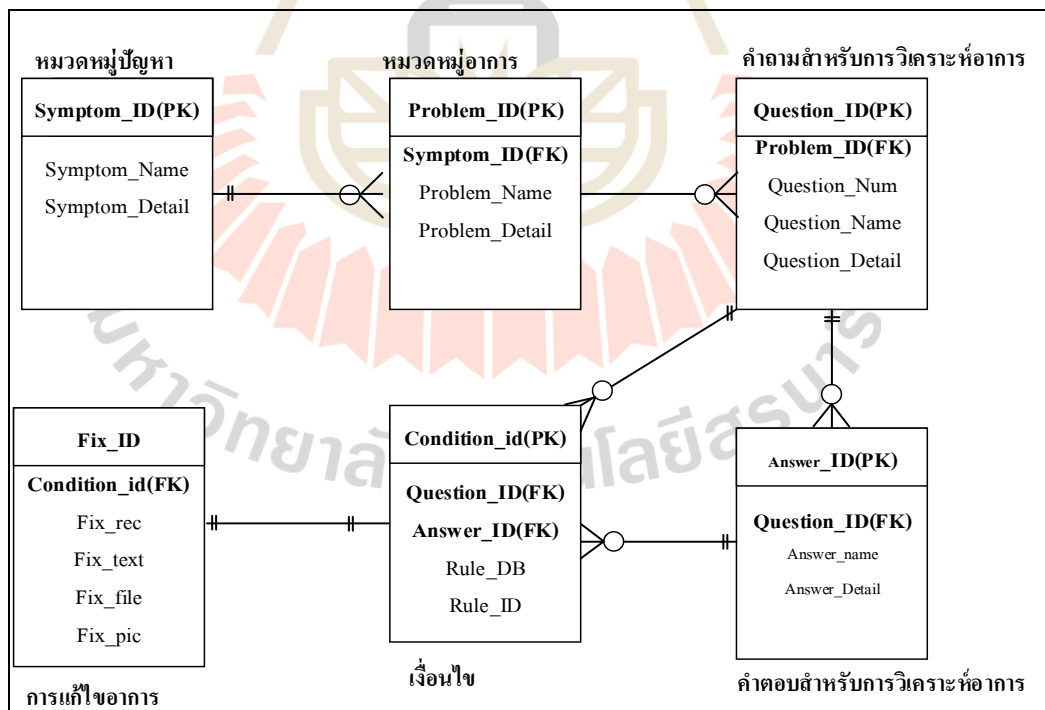 หมวดหมู่ปัญหา
Symptom_ID(PK)
Symptom_Name
Symptom_Detail
หมวดหมู่อาการ
Problem_ID(PK)
Symptom_ID(FK)
Problem_Name
Problem_Detail
คำถามสำหรับการวิเคราะห์อาการ
Question_ID(PK)
Problem_ID(FK)
Question_Num
Question_Name
Question_Detail
Fix_ID
Condition_id(FK)
Fix_rec
Fix_text
Fix_file
Fix_pic
การแก้ไขอาการ
Condition_id(PK)
Question_ID(FK)
Answer_ID(FK)
Rule_DB
Rule_ID
เงื่อนไข
Answer_ID(PK)
Question_ID(FK)
Answer_name
Answer_Detail
คำตอบสำหรับการวิเคราะห์อาการ